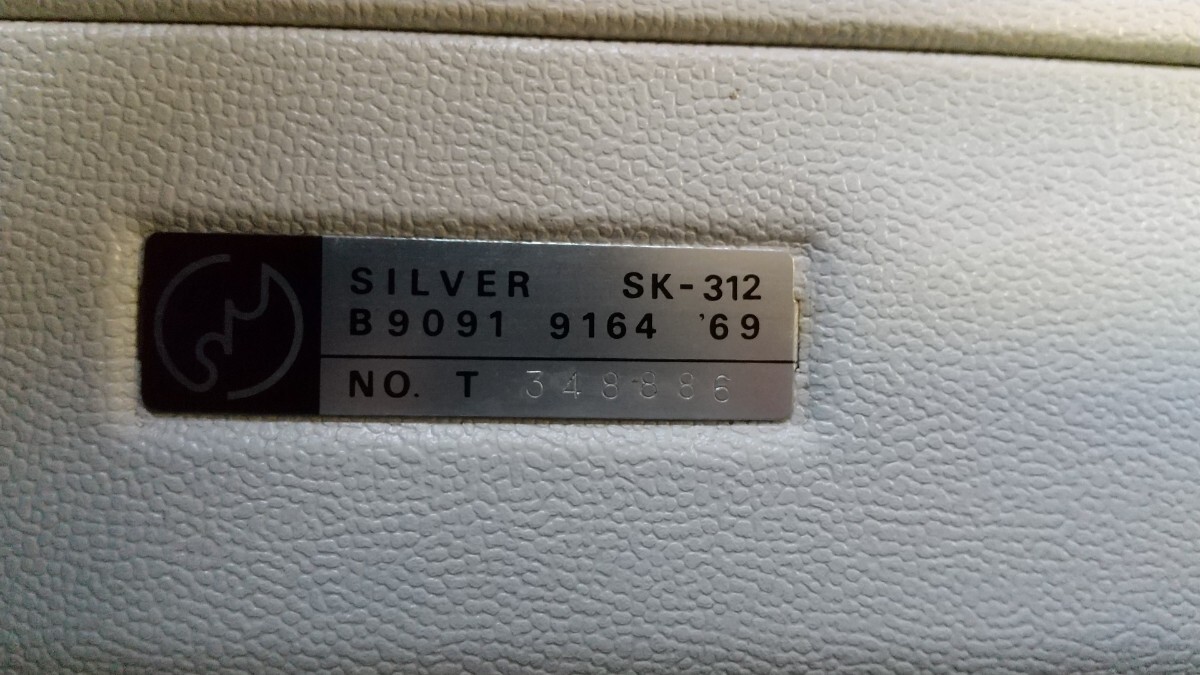 SILVER SK-312
B9091 9164 '69
NO. T 348886